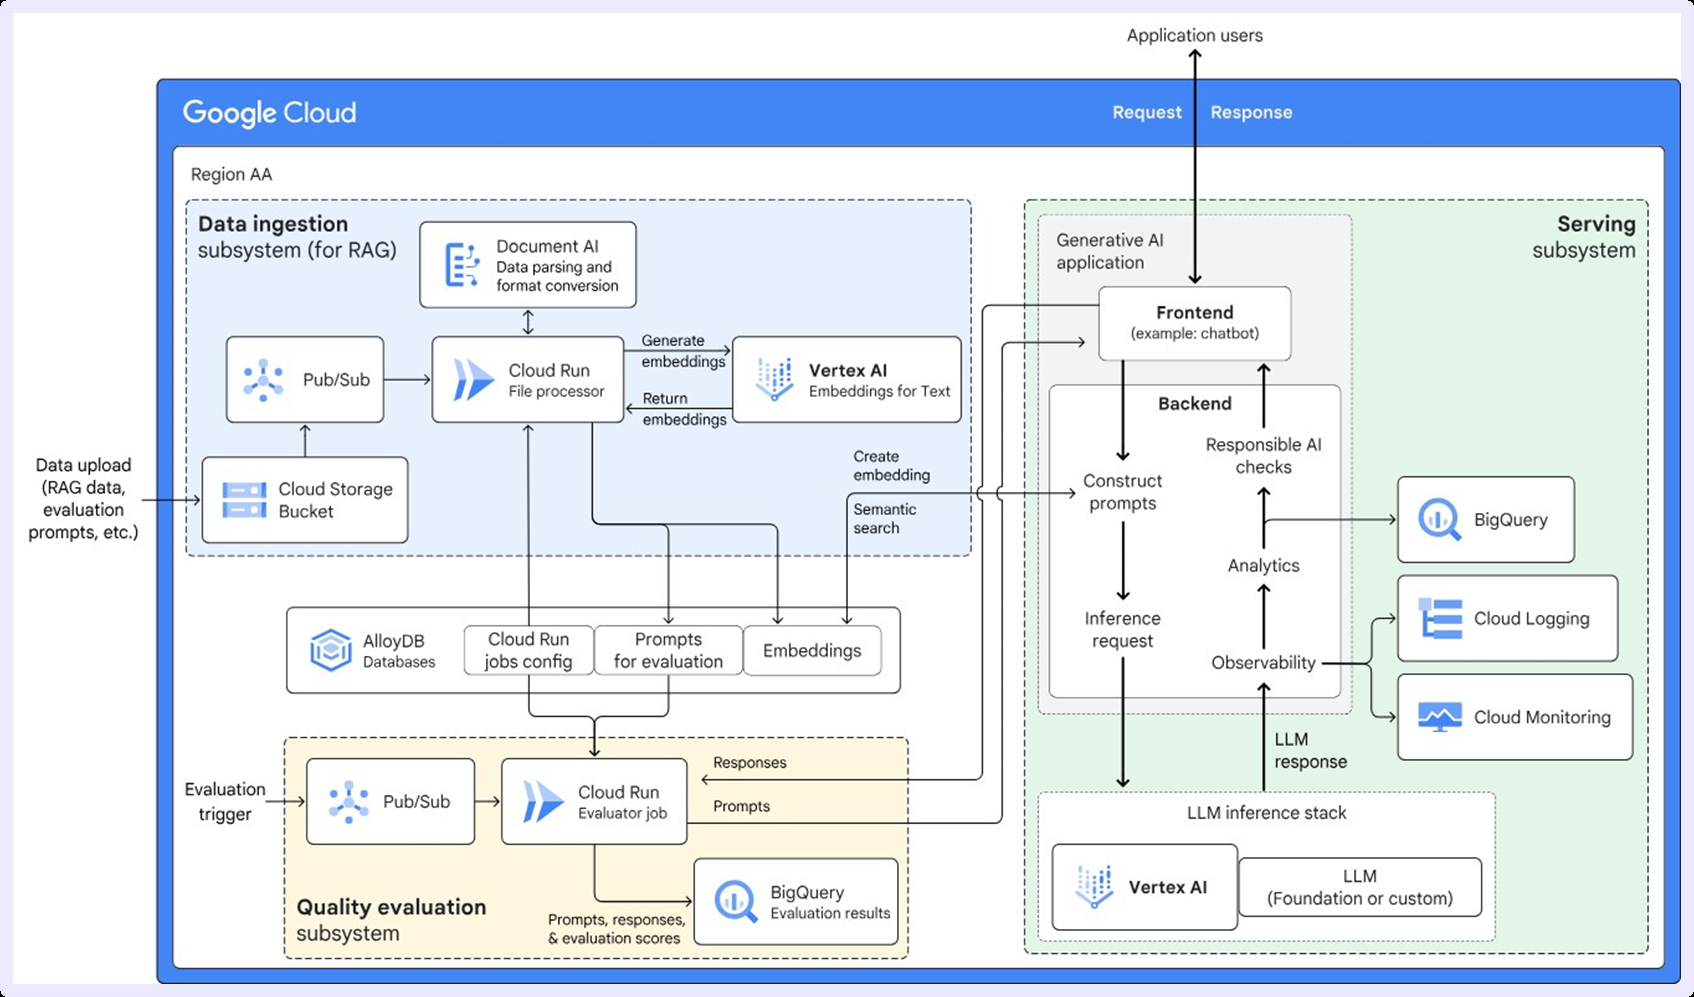 Application users
Google Cloud
Request
Response
Region AA
Data ingestion
subsystem (for RAG)
Document AI
Data parsing and
format conversion
Pub/Sub
Cloud Run
File processor
Generate
embeddings
Return
embeddings
Vertex AI
Embeddings for Text
Data upload
(RAG data,
evaluation
prompts, etc.)
Cloud Storage
Bucket
Create
embedding
Semantic
search
AlloyDB
Databases
Cloud Run
jobs config
Prompts
for evaluation
Embeddings
Evaluation
trigger
Pub/Sub
Cloud Run
Evaluator job
Responses
Prompts
BigQuery
Evaluation results
Prompts, responses,
& evaluation scores
Quality evaluation
subsystem
Serving
subsystem
Generative AI
application
Frontend
(example: chatbot)
Backend
Construct
prompts
Inference
request
Responsible AI
checks
Analytics
Observability
BigQuery
Cloud Logging
Cloud Monitoring
LLM
response
LLM inference stack
Vertex AI
LLM
(Foundation or custom)